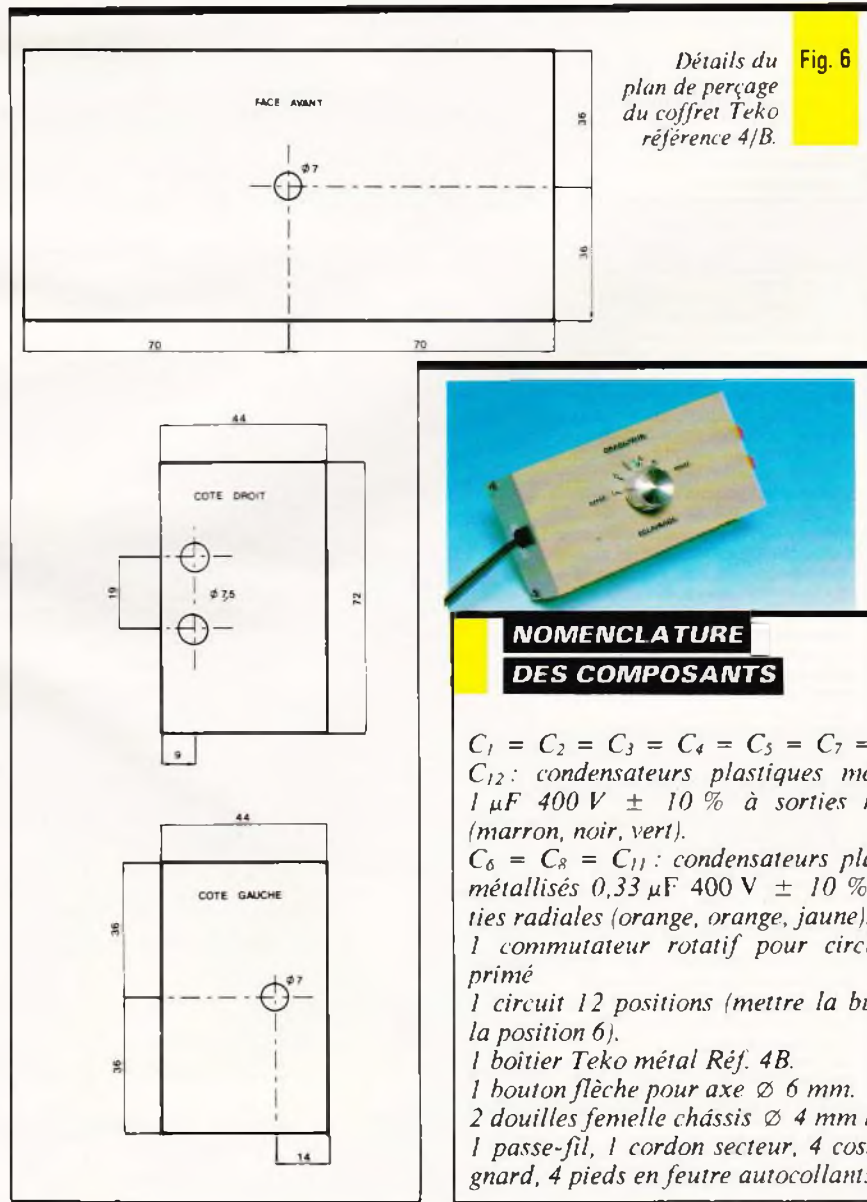 Détails du
plan de perçage
du coffret Teko
référence 4/B.
Fig. 6
FACE AVANT
Ø7
36
36
70
70
44
COTE DROIT
19
Ø 7,5
72
9
44
COTE GAUCHE
36
Ø7
36
14
NOMENCLATURE
DES COMPOSANTS
C1 = C2 = C3 = C4 = C5 = C7 =
C12 : condensateurs plastiques mé
1 µF 400 V ± 10 % à sorties
(marron, noir, vert).
C6 = C8 = C11 : condensateurs pla
métallisés 0,33 µF 400 V ± 10 %
ties radiales (orange, orange, jaune)
1 commutateur rotatif pour circ
primé
1 circuit 12 positions (mettre la bu
la position 6).
1 boîtier Teko métal Réf. 4B.
1 bouton flèche pour axe Ø 6 mm.
2 douilles femelle châssis Ø 4 mm
1 passe-fil, 1 cordon secteur, 4 cos
gnard, 4 pieds en feutre autocollant